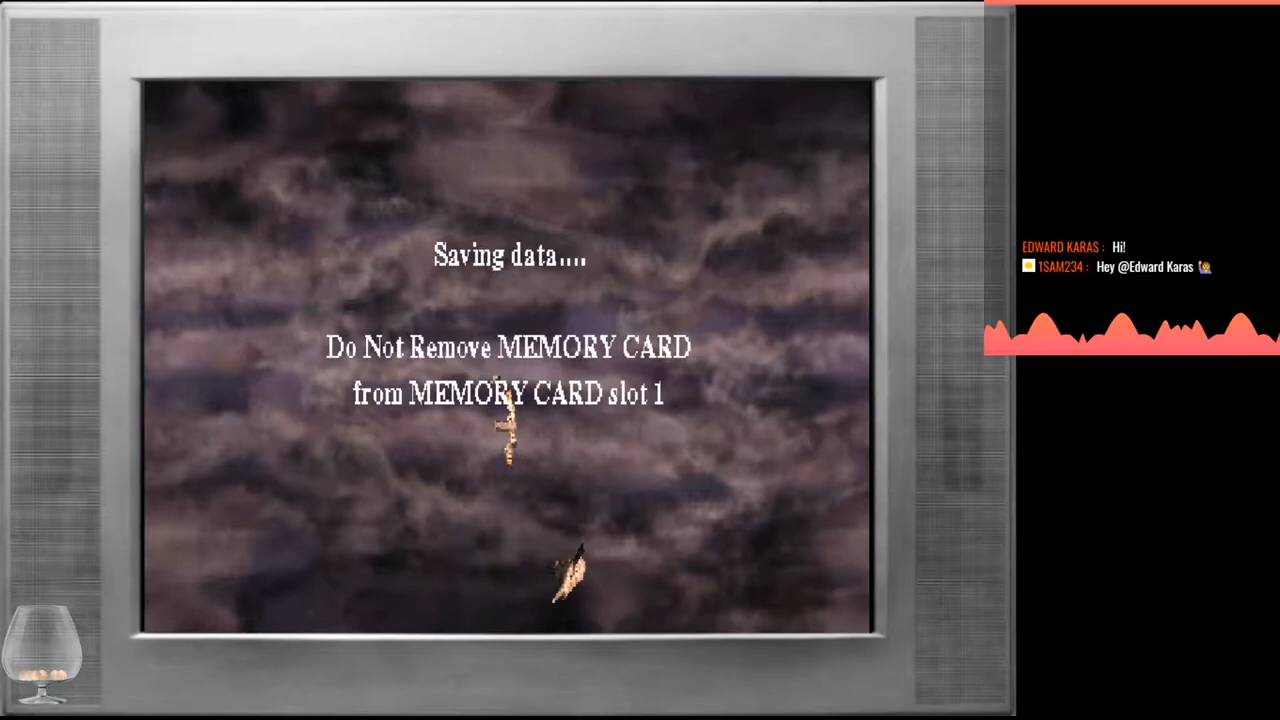 Saving data....
Do Not Remove MEMORY CARD
from MEMORY CARD slot 1
EDWARD KARAS : Hi!
1SAM234 : Hey @Edward Karas 🙋